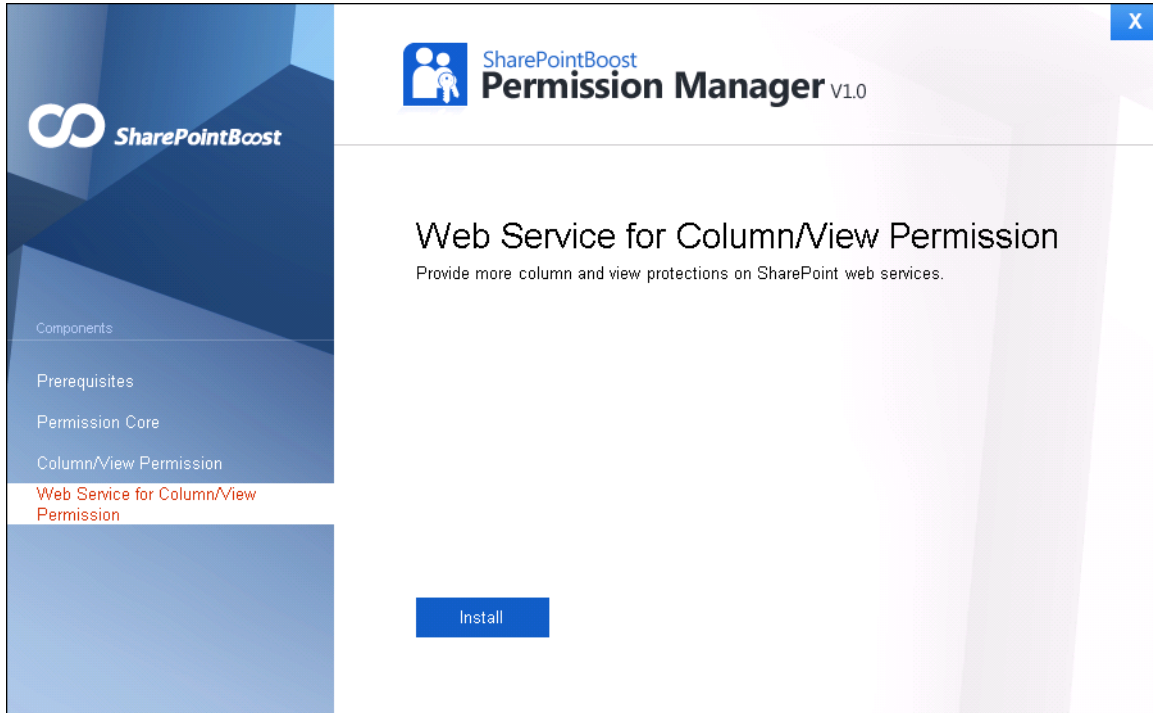 X
SharePointBoost
Permission Manager V1.0
SharePointBoost
Web Service for Column/View Permission
Provide more column and view protections on SharePoint web services.
Components
Prerequisites
Permission Core
Column/View Permission
Web Service for Column/View
Permission
Install